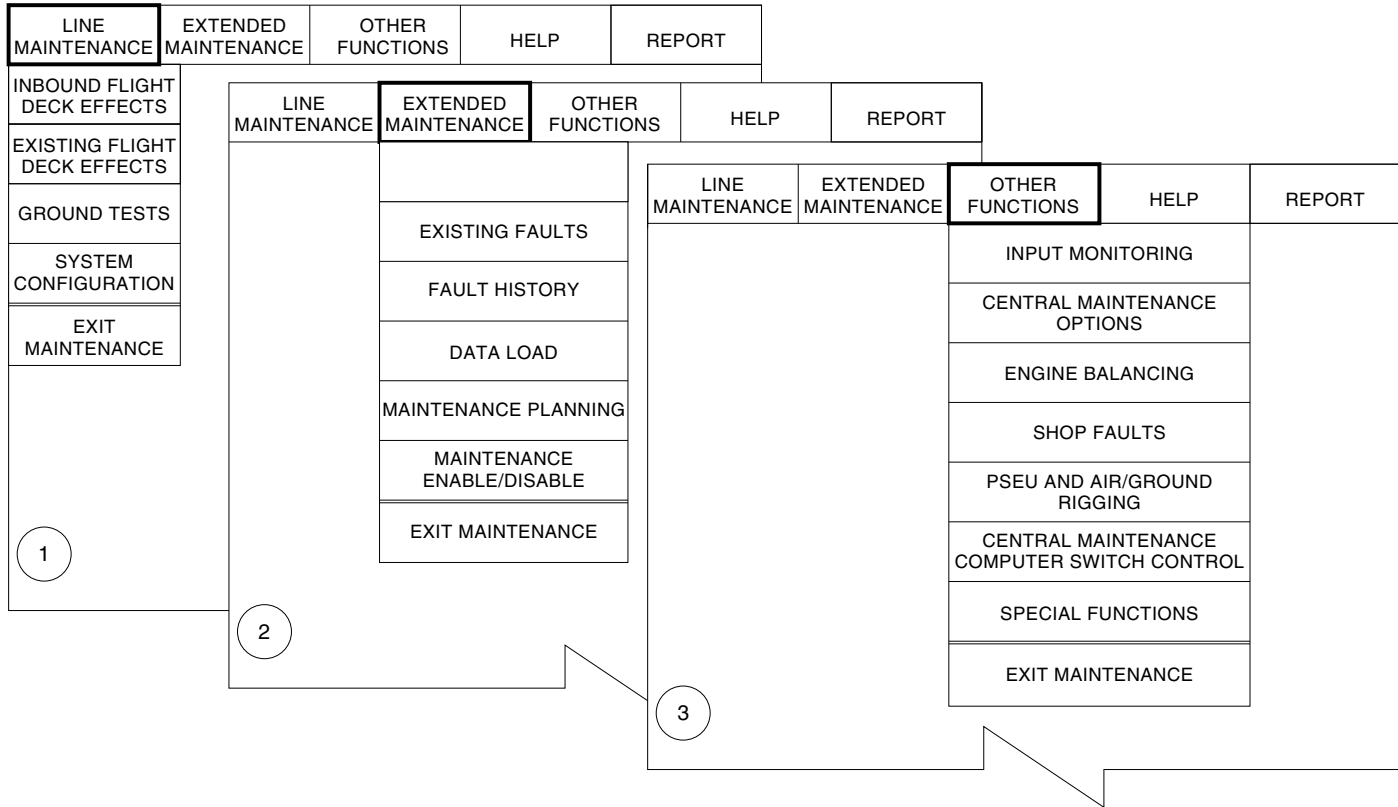 LINE
MAINTENANCE
EXTENDED
MAINTENANCE
OTHER
FUNCTIONS
HELP
REPORT
INBOUND FLIGHT
DECK EFFECTS
EXISTING FLIGHT
DECK EFFECTS
GROUND TESTS
SYSTEM
CONFIGURATION
EXIT
MAINTENANCE
1
LINE
MAINTENANCE
EXTENDED
MAINTENANCE
OTHER
FUNCTIONS
HELP
REPORT
EXISTING FAULTS
FAULT HISTORY
DATA LOAD
MAINTENANCE PLANNING
MAINTENANCE
ENABLE/DISABLE
EXIT MAINTENANCE
2
LINE
MAINTENANCE
EXTENDED
MAINTENANCE
OTHER
FUNCTIONS
HELP
REPORT
INPUT MONITORING
CENTRAL MAINTENANCE
OPTIONS
ENGINE BALANCING
SHOP FAULTS
PSEU AND AIR/GROUND
RIGGING
CENTRAL MAINTENANCE
COMPUTER SWITCH CONTROL
SPECIAL FUNCTIONS
EXIT MAINTENANCE
3